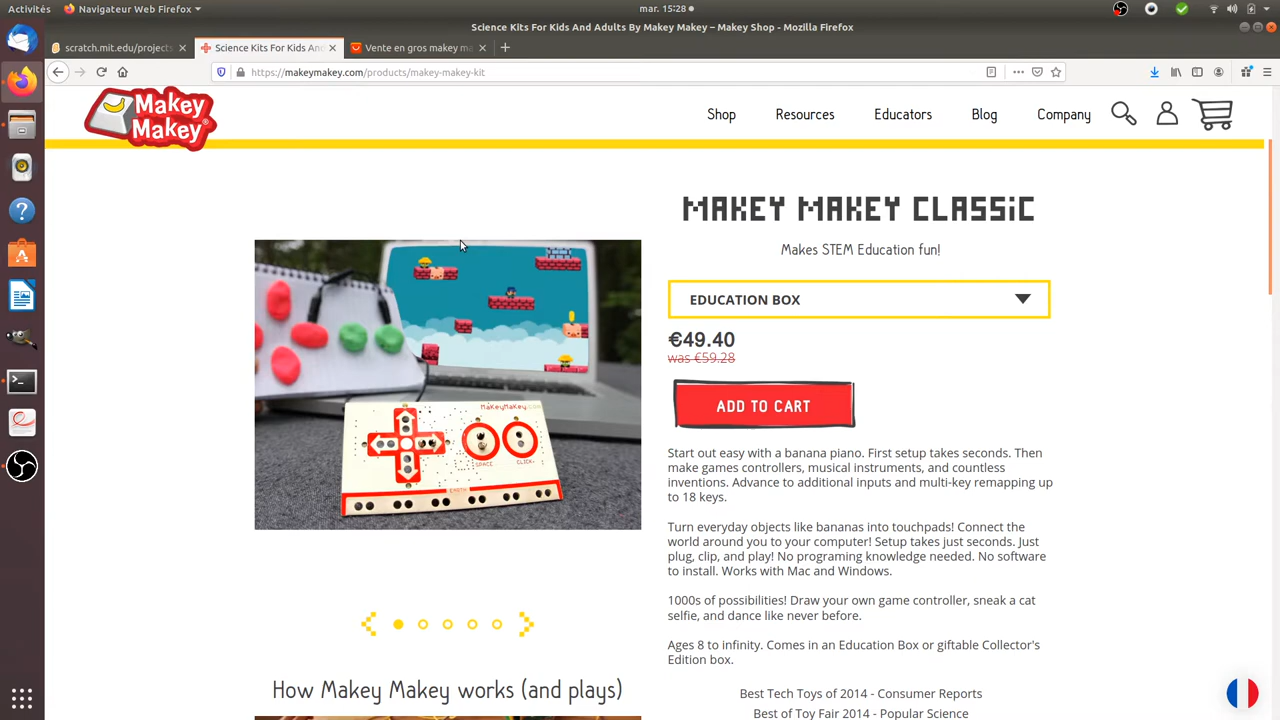 Activités
Navigateur Web Firefox
mar. 15:28
Science Kits For Kids And Adults By Makey Makey – Makey Shop - Mozilla Firefox
scratch.mit.edu/projects
Science Kits For Kids And
Vente en gros makey ma
https://makeymakey.com/products/makey-makey-kit
Makey
Makey
Shop
Resources
Educators
Blog
Company
MAKEY MAKEY CLASSiC
Makes STEM Education fun!
EDUCATION BOX
€49.40
was €59.28
ADD TO CART
MaKeyMaKey.com
SPACE
CLICK
EARTH
Start out easy with a banana piano. First setup takes seconds. Then
make games controllers, musical instruments, and countless
inventions. Advance to additional inputs and multi-key remapping up
to 18 keys.
Turn everyday objects like bananas into touchpads! Connect the
world around you to your computer! Setup takes just seconds. Just
plug, clip, and play! No programing knowledge needed. No software
to install. Works with Mac and Windows.
1000s of possibilities! Draw your own game controller, sneak a cat
selfie, and dance like never before.
Ages 8 to infinity. Comes in an Education Box or giftable Collector's
Edition box.
How Makey Makey works (and plays)
Best Tech Toys of 2014 - Consumer Reports
Best of Toy Fair 2014 - Popular Science